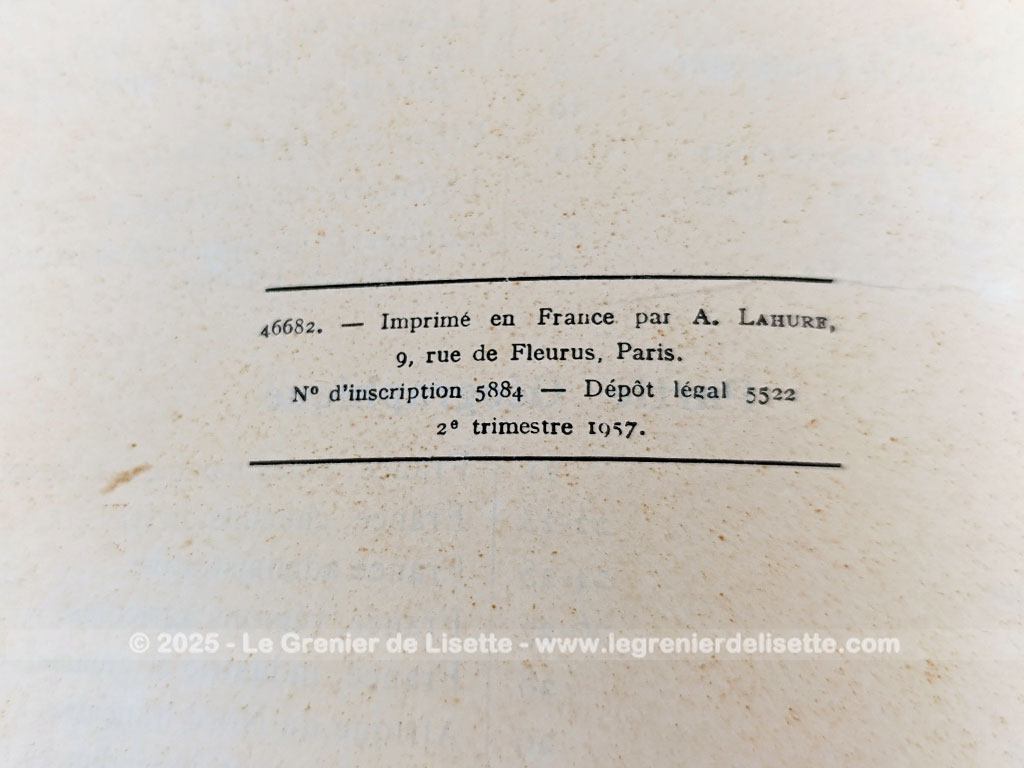 46682. — Imprimé en France par A. LAHURE,
9, rue de Fleurus, Paris.
Nº d'inscription 5884 — Dépôt légal 5522
2e trimestre 1957.
© 2025 - Le Grenier de Lisette - www.legrenierdelisette.com